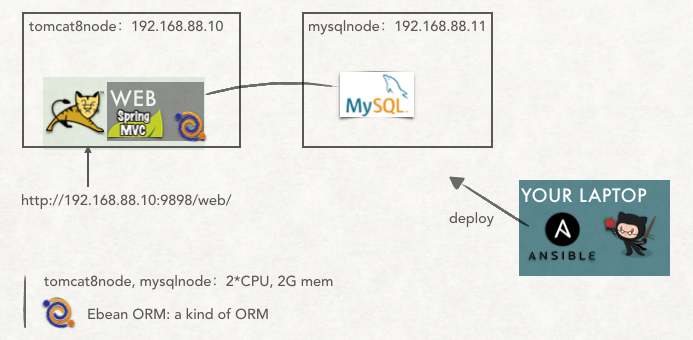 tomcat8node： 192.168.88.10
mysqlnode： 192.168.88.11
WEB
Spring
MVC
MySQL
http://192.168.88.10:9898/web/
YOUR LAPTOP
deploy
ANSIBLE
tomcat8node, mysqlnode： 2*CPU, 2G mem
Ebean ORM: a kind of ORM